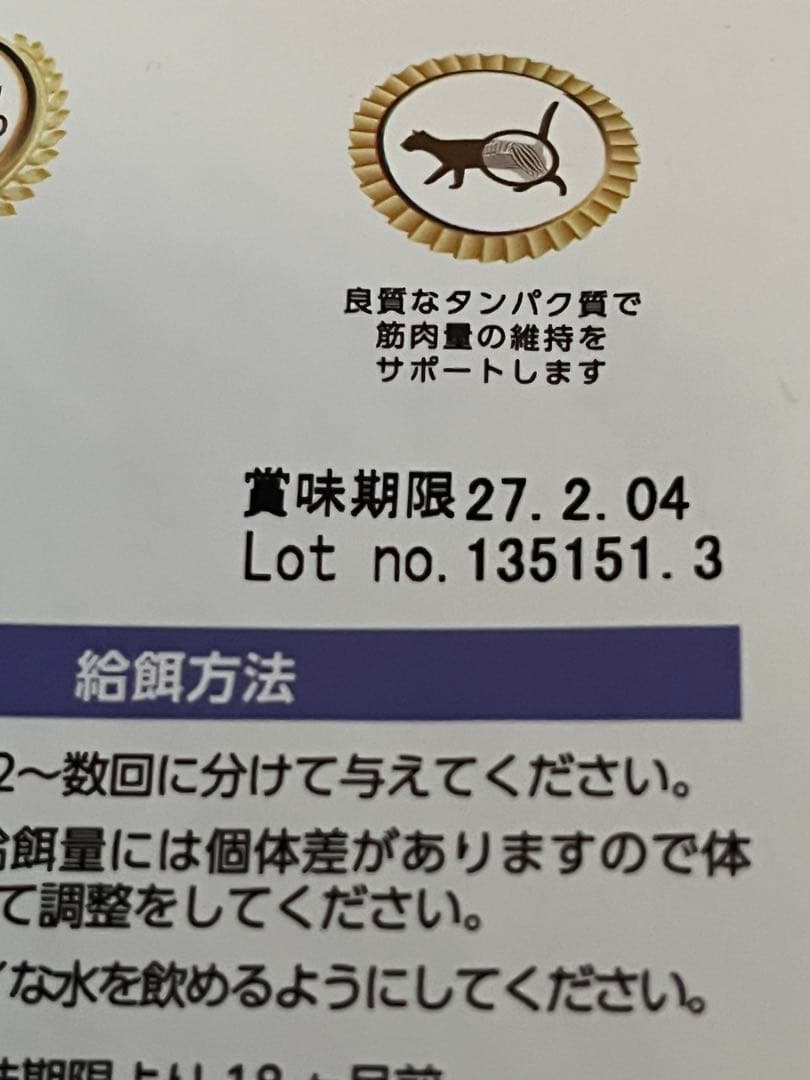 良質なタンパク質で
筋肉量の維持を
サポートします
賞味期限 27. 2. 04
Lot no. 135151. 3
給餌方法
2～数回に分けて与えてください。
給餌量には個体差がありますので体
て調整をしてください。
な水を飲めるようにしてください。